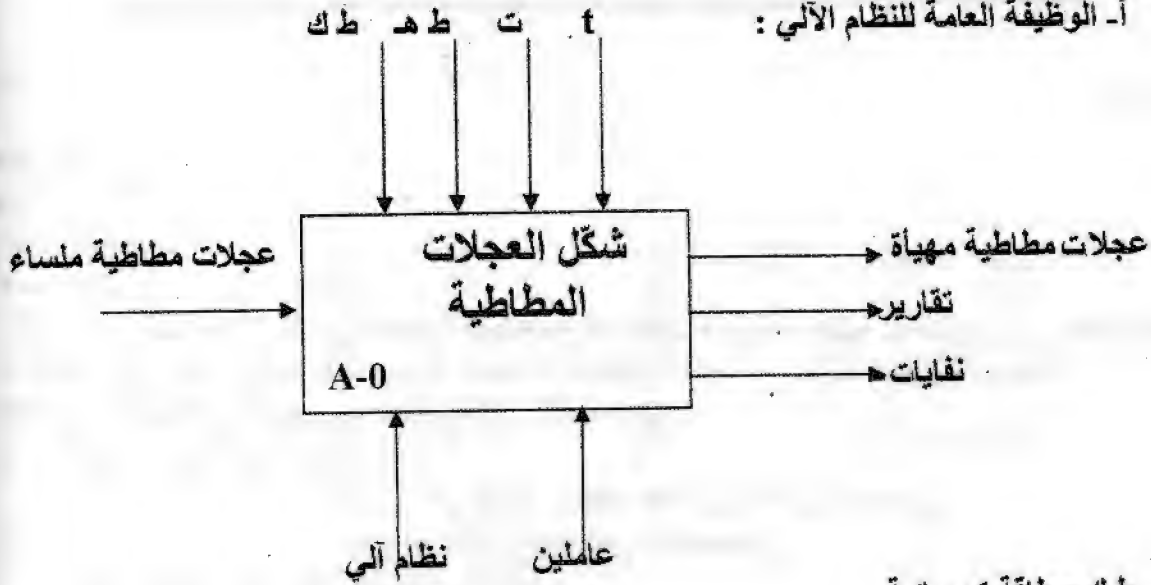 أ- الوظيفة العامة للنظام الآلي :
t ت ط هـ ط ك
عجلات مطاطية ملساء
شكّل العجلات
المطاطية
A-0
عجلات مطاطية مهيأة
تقارير
نفايات
عاملين
نظام آلي